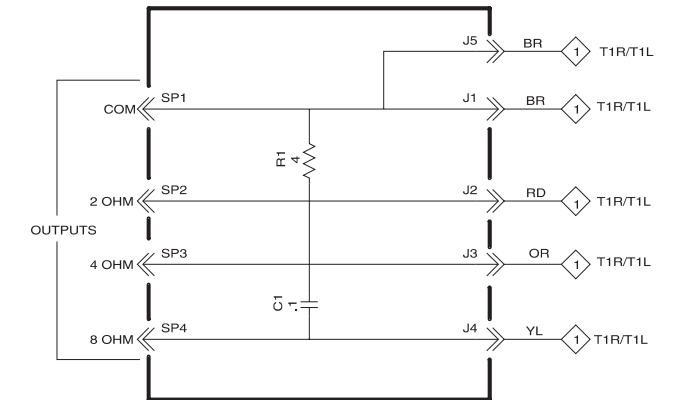 J5 BR 1 T1R/T1L
COM SP1 J1 BR 1 T1R/T1L
R1 4
2 OHM SP2 J2 RD 1 T1R/T1L
OUTPUTS
4 OHM SP3 J3 OR 1 T1R/T1L
C1 .1
8 OHM SP4 J4 YL 1 T1R/T1L